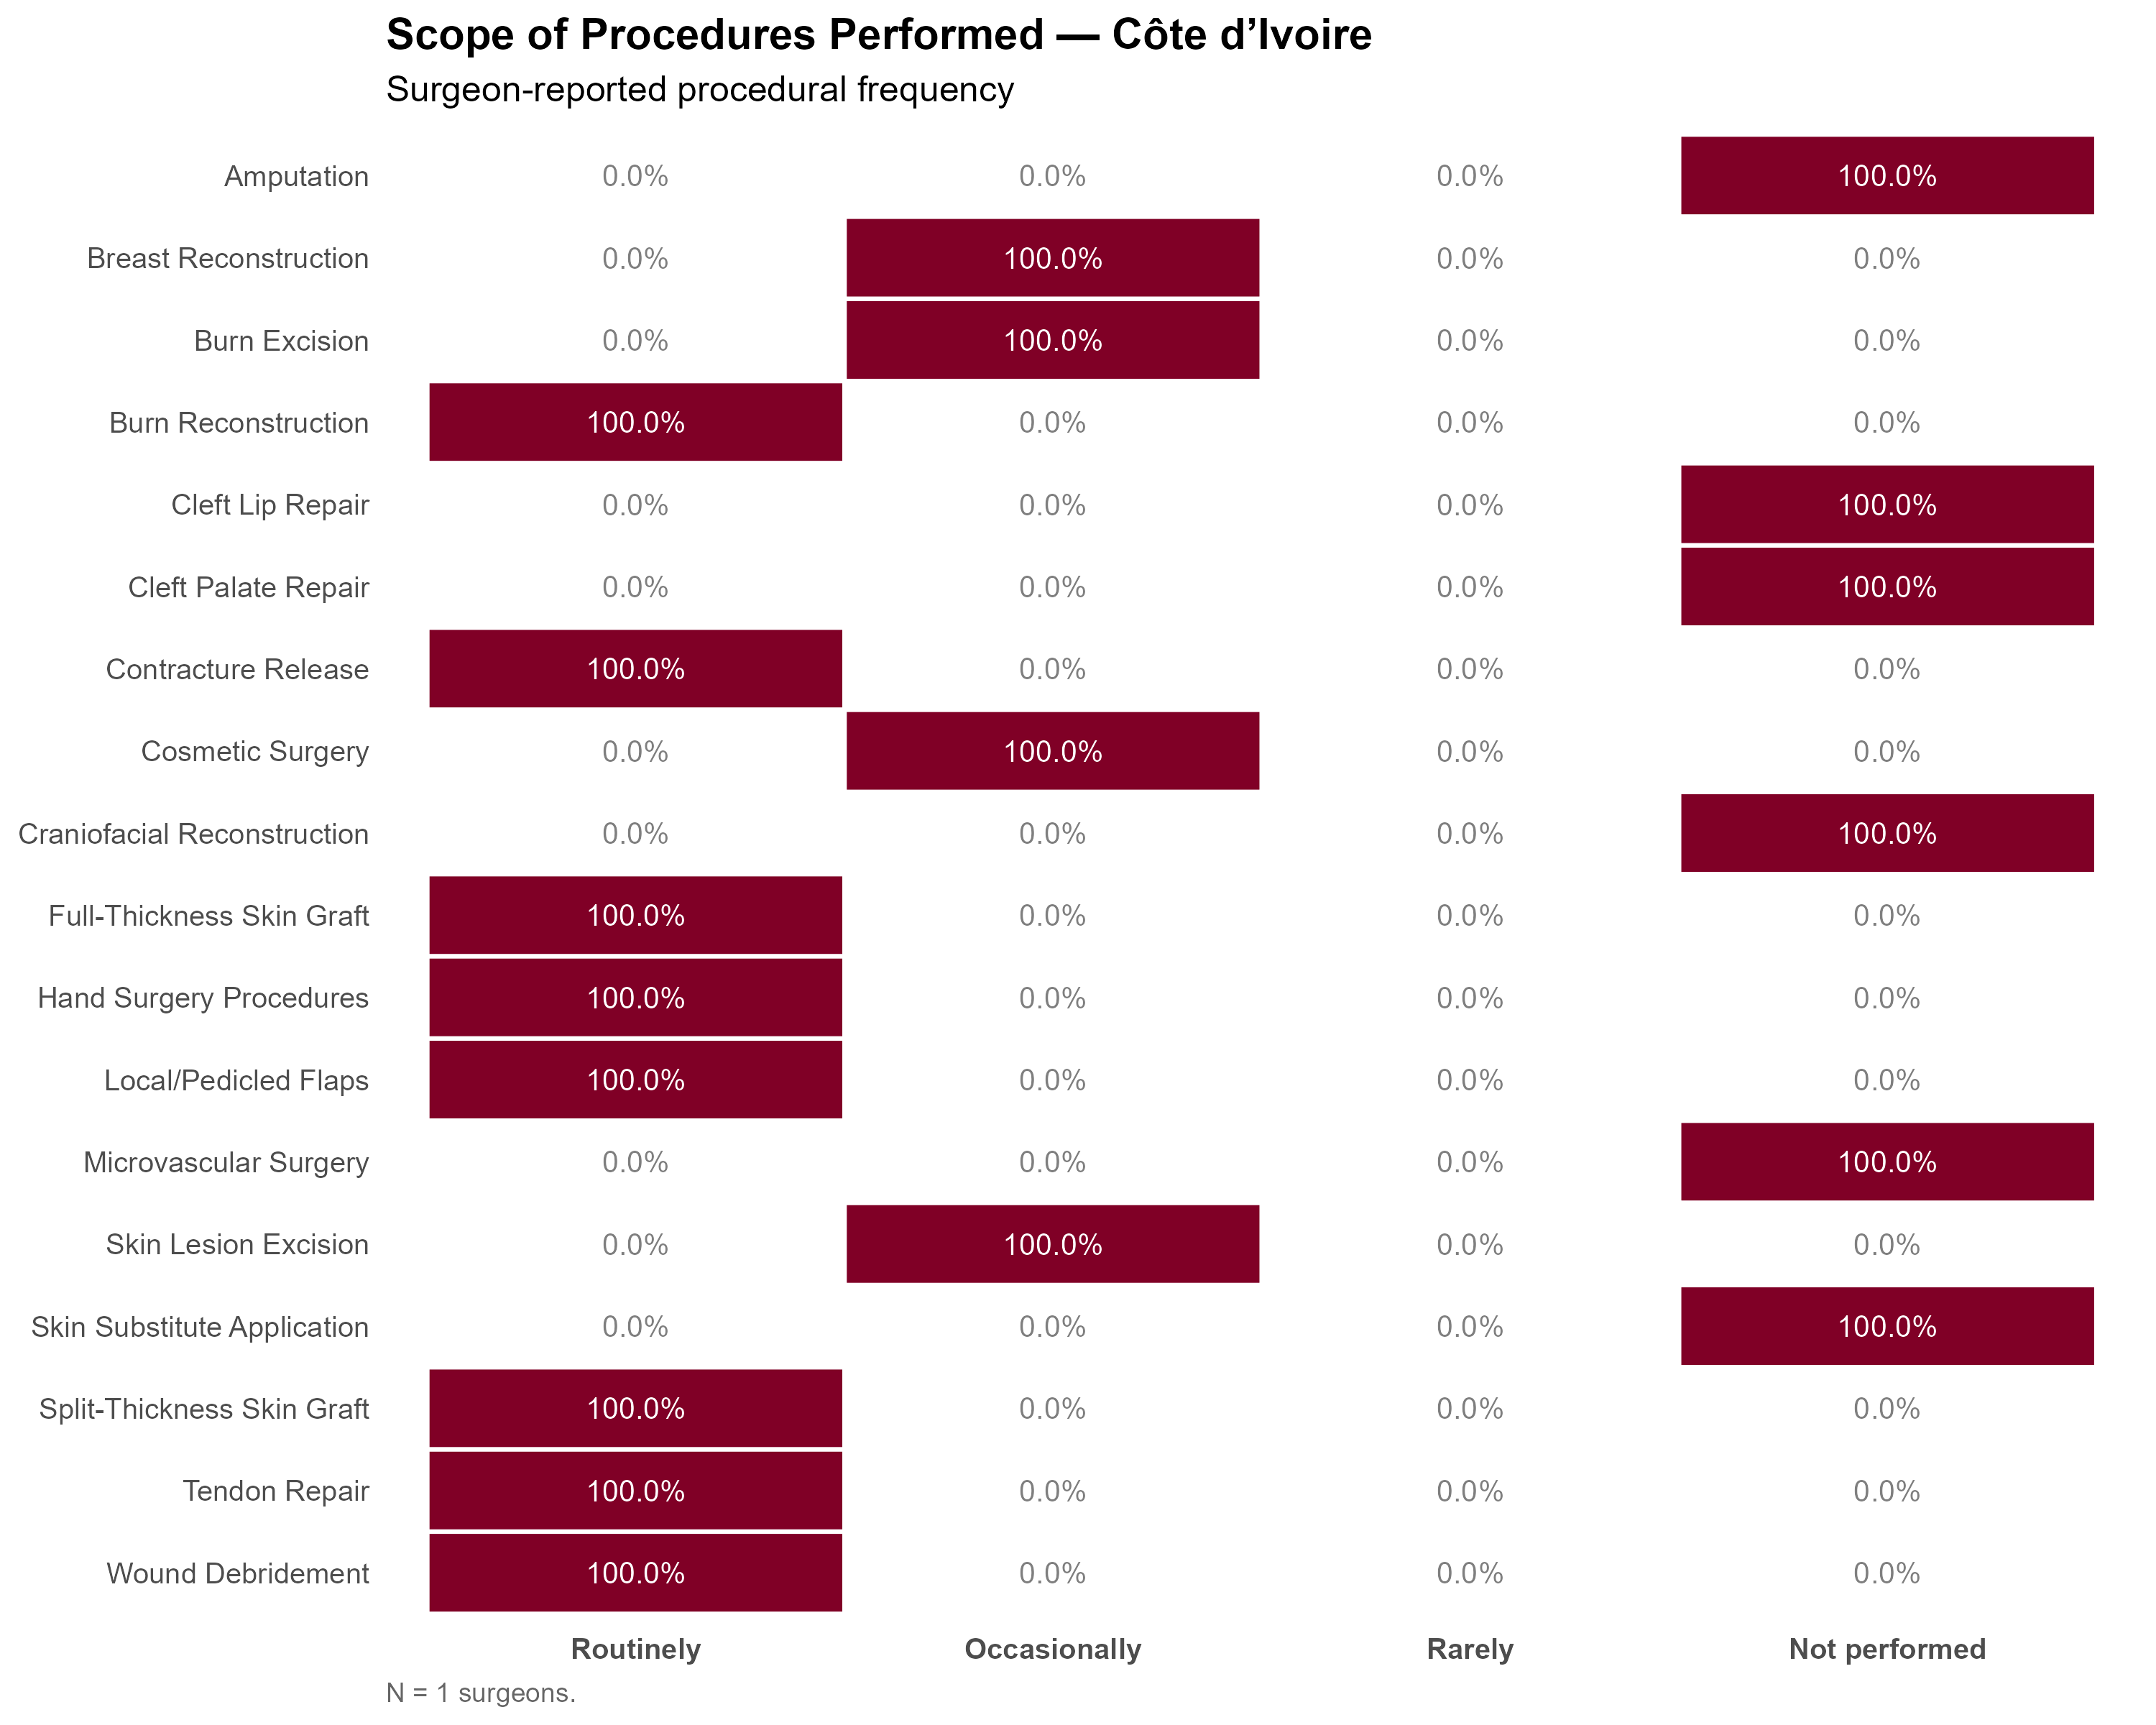 Scope of Procedures Performed — Côte d’Ivoire
Surgeon-reported procedural frequency
Amputation 0.0% 0.0% 0.0% 100.0%
Breast Reconstruction 0.0% 100.0% 0.0% 0.0%
Burn Excision 0.0% 100.0% 0.0% 0.0%
Burn Reconstruction 100.0% 0.0% 0.0% 0.0%
Cleft Lip Repair 0.0% 0.0% 0.0% 100.0%
Cleft Palate Repair 0.0% 0.0% 0.0% 100.0%
Contracture Release 100.0% 0.0% 0.0% 0.0%
Cosmetic Surgery 0.0% 100.0% 0.0% 0.0%
Craniofacial Reconstruction 0.0% 0.0% 0.0% 100.0%
Full-Thickness Skin Graft 100.0% 0.0% 0.0% 0.0%
Hand Surgery Procedures 100.0% 0.0% 0.0% 0.0%
Local/Pedicled Flaps 100.0% 0.0% 0.0% 0.0%
Microvascular Surgery 0.0% 0.0% 0.0% 100.0%
Skin Lesion Excision 0.0% 100.0% 0.0% 0.0%
Skin Substitute Application 0.0% 0.0% 0.0% 100.0%
Split-Thickness Skin Graft 100.0% 0.0% 0.0% 0.0%
Tendon Repair 100.0% 0.0% 0.0% 0.0%
Wound Debridement 100.0% 0.0% 0.0% 0.0%
Routinely Occasionally Rarely Not performed
N = 1 surgeons.